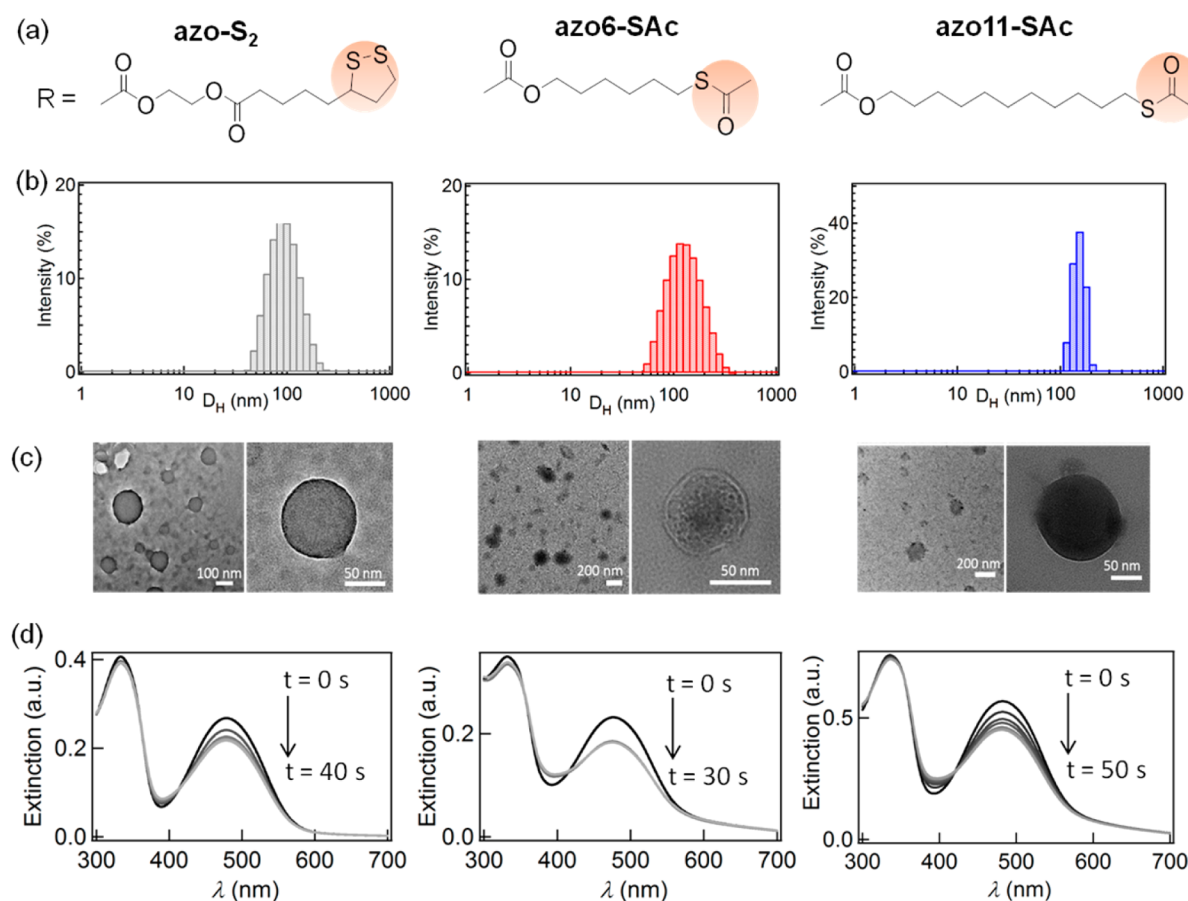 (a)
azo-S₂
azo6-SAc
azo11-SAc
R =
O
O
O
O
S
S
O
O
S
O
O
O
S
O
(b)
20
10
0
Intensity (%)
1
10
100
1000
D_H (nm)
20
10
0
Intensity (%)
1
10
100
1000
D_H (nm)
40
20
0
Intensity (%)
1
10
100
1000
D_H (nm)
(c)
100 nm
50 nm
200 nm
50 nm
200 nm
50 nm
(d)
0.4
0.2
0.0
Extinction (a.u.)
t = 0 s
t = 40 s
300 400 500 600 700
λ (nm)
0.2
0.0
Extinction (a.u.)
t = 0 s
t = 30 s
300 400 500 600 700
λ (nm)
0.5
0.0
Extinction (a.u.)
t = 0 s
t = 50 s
300 400 500 600 700
λ (nm)